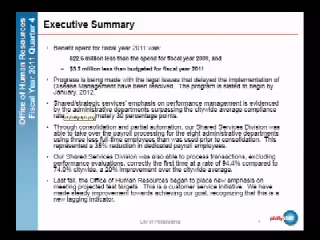 Office of Human Resources
Fiscal Year 2011 Quarter 4
Executive Summary
• Benefit spent for fiscal year 2011 was:
– $22.6 million less than the spend for fiscal year 2009, and
million less than budgeted for fiscal year 2011
• Progress is being made with the issues that delayed the implementation of
Disease Management have been resolved. The program is slated to begin by
January, 2012.
• Shared/strategic services' emphasis on performance management is evidenced
by the administrative departments surpassing the citywide average compliance
rate percentage points.
• Through consolidation and partial automation, our Shared Services Division was
able to take over the payroll processing for the eight administrative departments
using three less full-time employees than was used prior to consolidation. This
represented a 38% reduction in dedicated payroll employees.
• Our Shared Services Division was also able to process transactions, excluding
performance evaluations, correctly the first time at a rate of 94.4% compared to
74.0% citywide, a 20% improvement over the citywide average.
• Last fall, the Office of Human Resources began to place new emphasis on
meeting projected test targets. This is a customer service initiative. We have
made steady improvement towards achieving our goal, recognizing that this is a
new lagging indicator.
City of Philadelphia